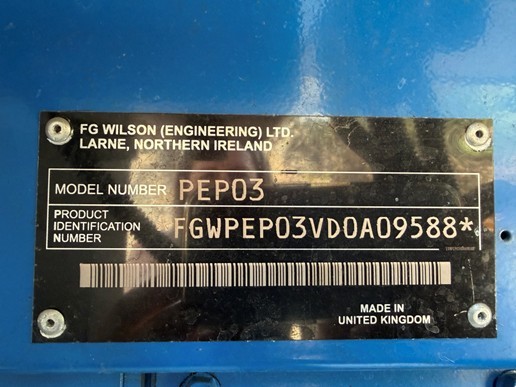 FG WILSON (ENGINEERING) LTD.
LARNE, NORTHERN IRELAND
MODEL NUMBER PEP03
PRODUCT IDENTIFICATION NUMBER FGWPEP03VD0A09588*
MADE IN
UNITED KINGDOM